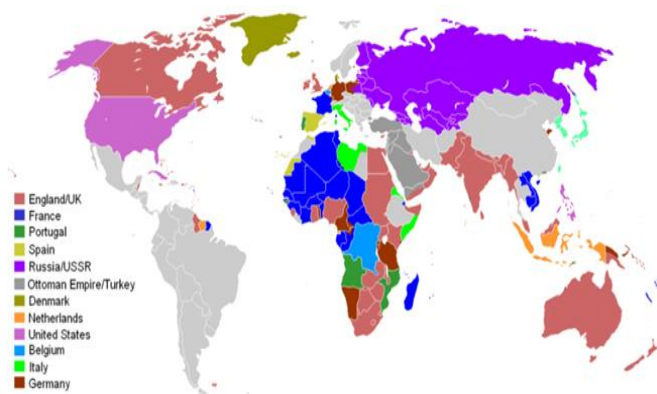 England/UK
France
Portugal
Spain
Russia/USSR
Ottoman Empire/Turkey
Denmark
Netherlands
United States
Belgium
Italy
Germany